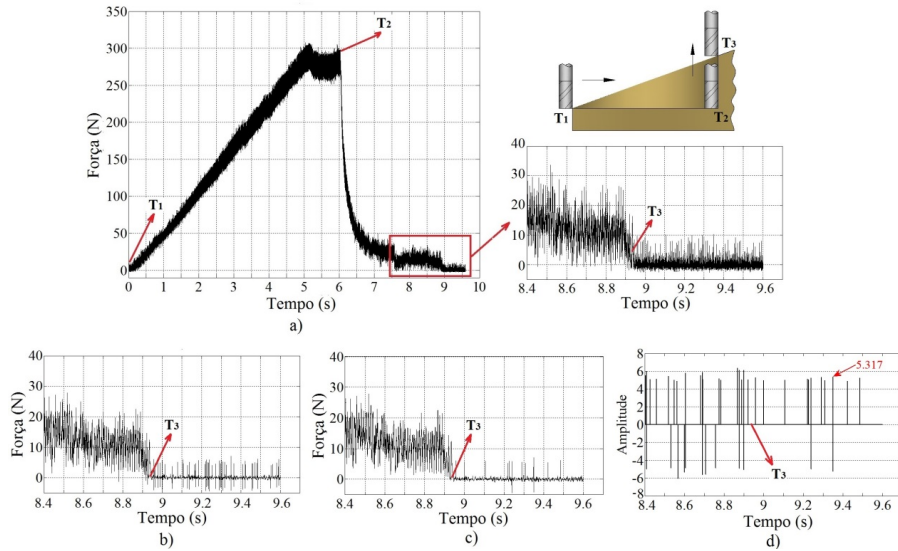 350
300
250
200
150
100
50
0
Força (N)
0 1 2 3 4 5 6 7 8 9 10
Tempo (s)
T1
T2
a)
T1
T2
T3
40
30
20
10
0
T3
8.4 8.6 8.8 9 9.2 9.4 9.6
Tempo (s)
40
30
20
10
0
Força (N)
T3
8.4 8.6 8.8 9 9.2 9.4 9.6
Tempo (s)
b)
40
30
20
10
0
Força (N)
T3
8.4 8.6 8.8 9 9.2 9.4 9.6
Tempo (s)
c)
8
6
4
2
0
-2
-4
-6
-8
Amplitude
5.317
T3
8.4 8.6 8.8 9 9.2 9.4 9.6
Tempo (s)
d)